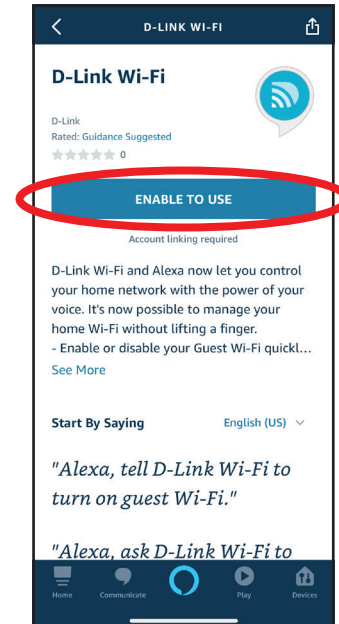 D-LINK WI-FI
D-Link Wi-Fi
D-Link
Rated: Guidance Suggested
0
ENABLE TO USE
Account linking required
D-Link Wi-Fi and Alexa now let you control
your home network with the power of your
voice. It's now possible to manage your
home Wi-Fi without lifting a finger.
- Enable or disable your Guest Wi-Fi quickl...
See More
Start By Saying English (US)
"Alexa, tell D-Link Wi-Fi to
turn on guest Wi-Fi."
"Alexa, ask D-Link Wi-Fi to
Home Communicate Play Devices